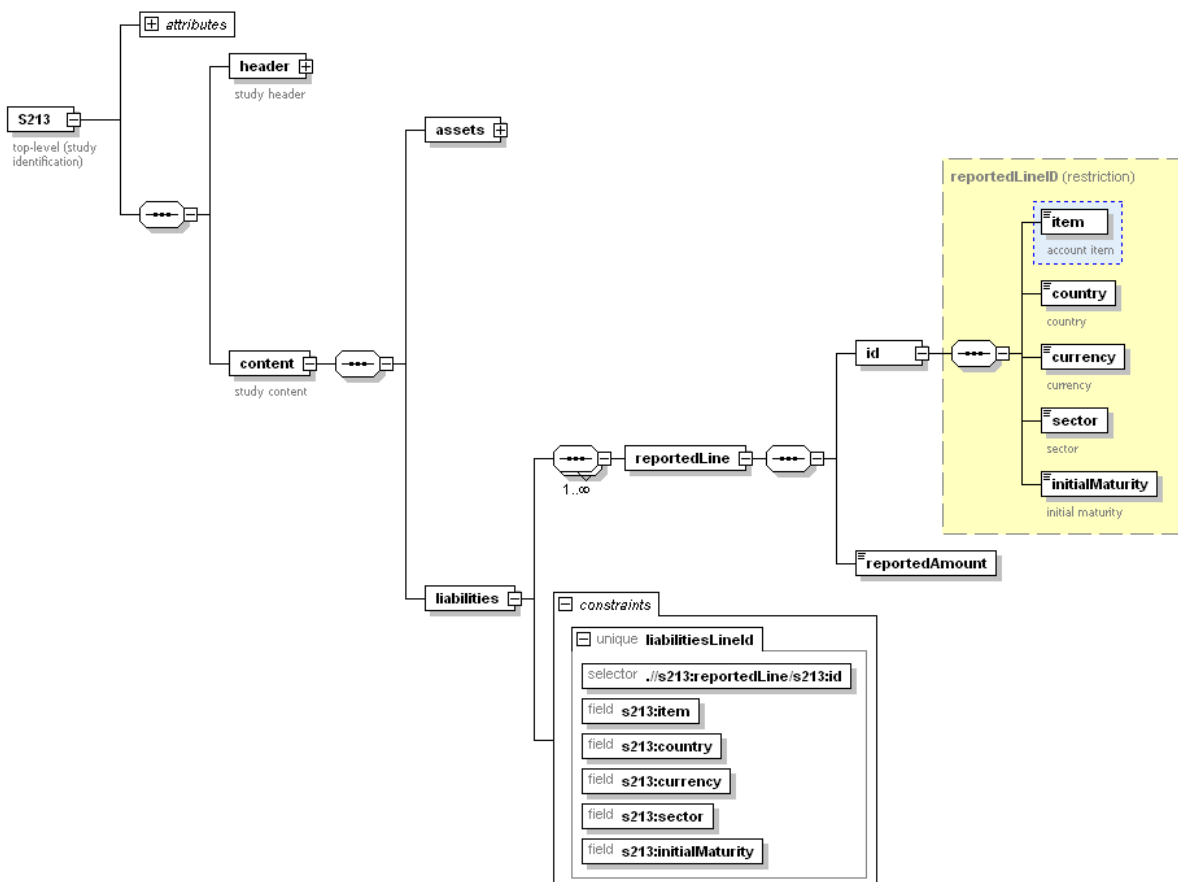 attributes
header
study header
S213
top-level (study
identification)
assets
reportedLineID (restriction)
item
account item
country
country
currency
currency
sector
sector
initialMaturity
initial maturity
content
study content
id
reportedLine
1..∞
reportedAmount
liabilities
constraints
unique liabilitiesLineId
selector .//s213:reportedLine/s213:id
field s213:item
field s213:country
field s213:currency
field s213:sector
field s213:initialMaturity